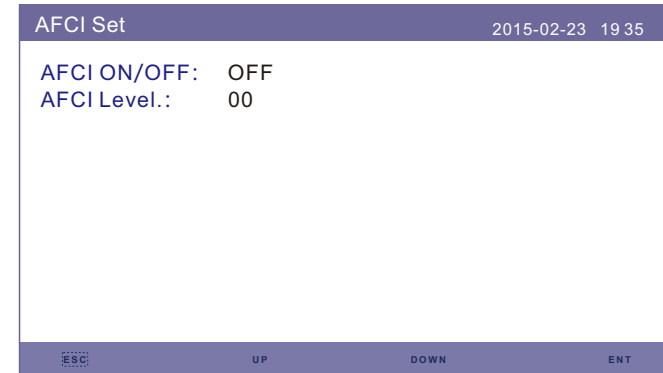 AFCI Set 2015-02-23 19 35
AFCI ON/OFF: OFF
AFCI Level.: 00
ESC UP DOWN ENT